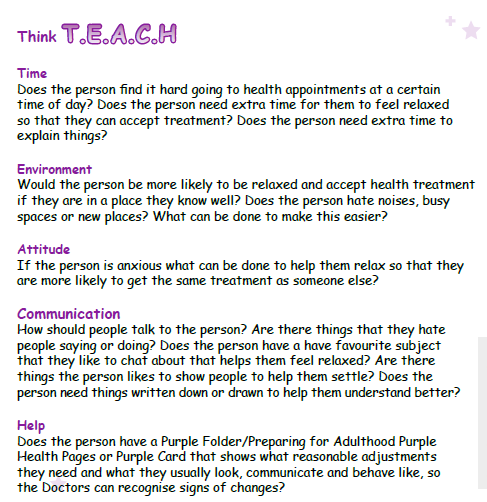 Think T.E.A.C.H
Time
Does the person find it hard going to health appointments at a certain
time of day? Does the person need extra time for them to feel relaxed
so that they can accept treatment? Does the person need extra time to
explain things?
Environment
Would the person be more likely to be relaxed and accept health treatment
if they are in a place they know well? Does the person hate noises, busy
spaces or new places? What can be done to make this easier?
Attitude
If the person is anxious what can be done to help them relax so that they
are more likely to get the same treatment as someone else?
Communication
How should people talk to the person? Are there things that they hate
people saying or doing? Does the person have a have favourite subject
that they like to chat about that helps them feel relaxed? Are there
things the person likes to show people to help them settle? Does the
person need things written down or drawn to help them understand better?
Help
Does the person have a Purple Folder/Preparing for Adulthood Purple
Health Pages or Purple Card that shows what reasonable adjustments
they need and what they usually look, communicate and behave like, so
the Doctors can recognise signs of changes?